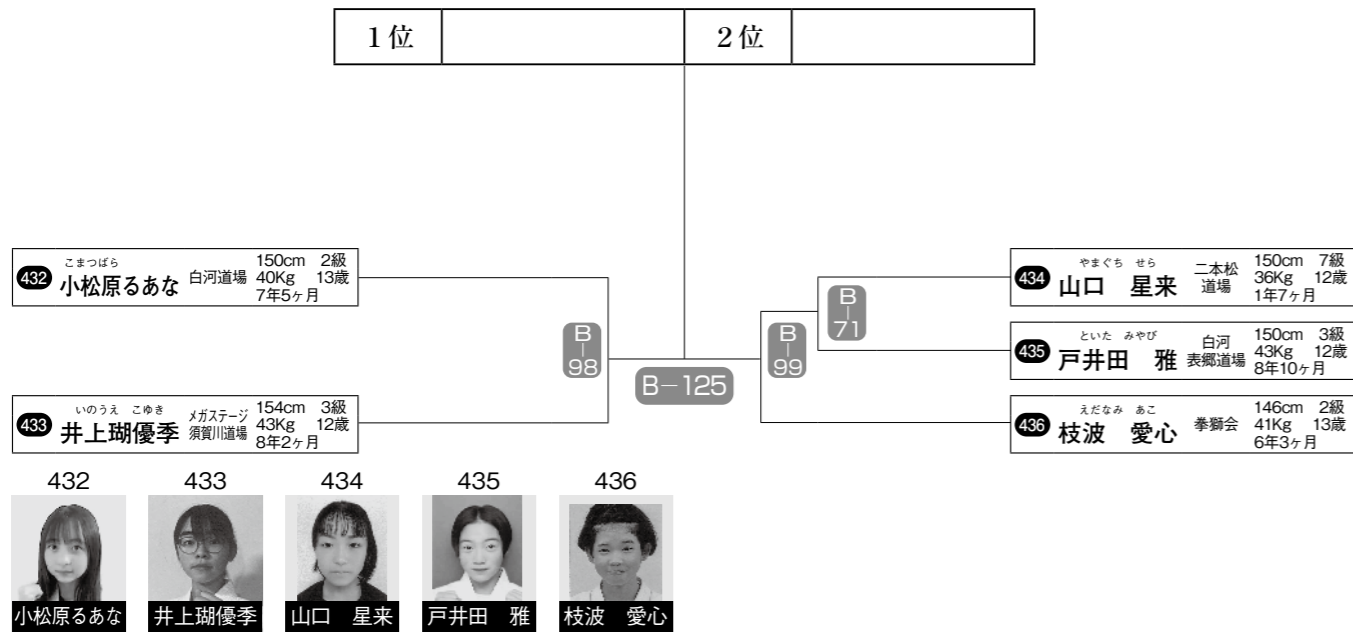 1位 2位
こまつばら
432 小松原るあな 白河道場
150cm 2級
40Kg 13歳
7年5ヶ月
いのうえ こゆき
433 井上瑚優季
メガステージ
須賀川道場
154cm 3級
43Kg 12歳
8年2ヶ月
B-98
B-125
B-99
B-71
やまぐち せら
434 山口 星来
二本松
道場
150cm 7級
36Kg 12歳
1年7ヶ月
といた みやび
435 戸井田 雅
白河
表郷道場
150cm 3級
43Kg 12歳
8年10ヶ月
えだなみ あこ
436 枝波 愛心 拳獅会
146cm 2級
41Kg 13歳
6年3ヶ月
432 433 434 435 436
小松原るあな 井上瑚優季 山口 星来 戸井田 雅 枝波 愛心